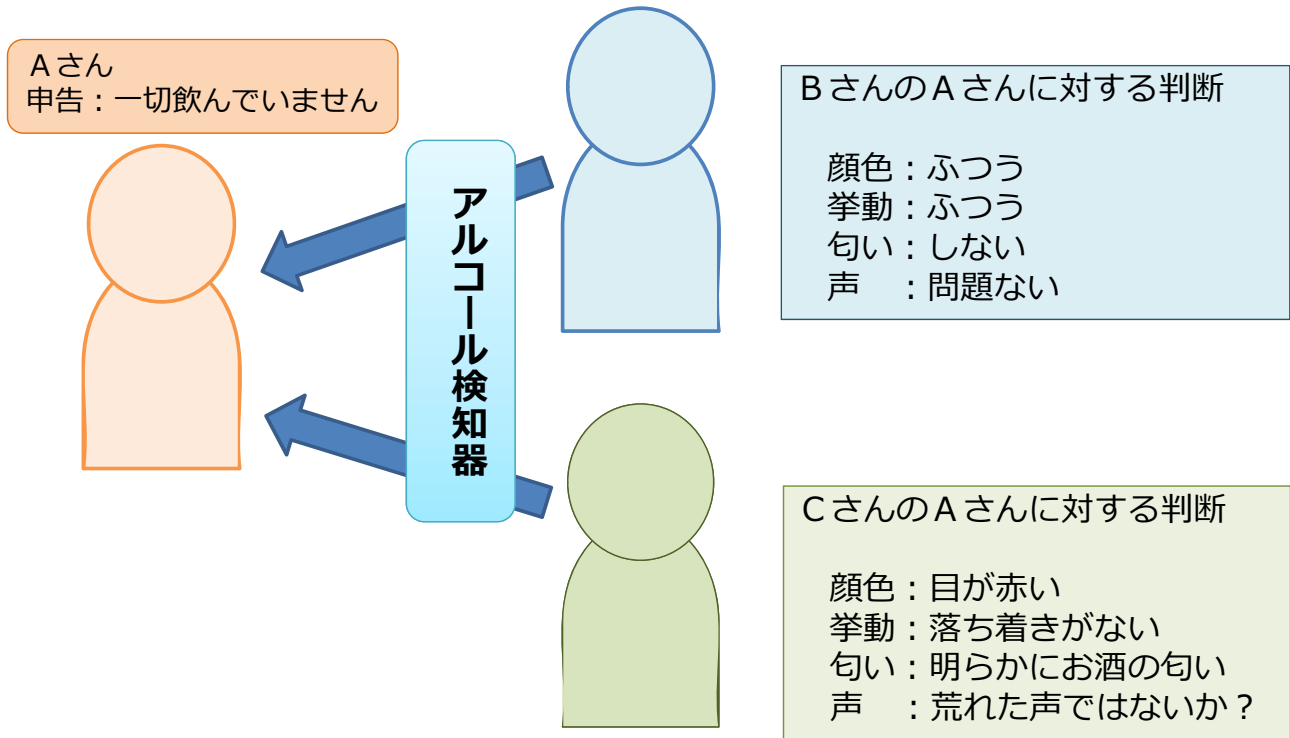 Ａさん
申告：一切飲んでいません
アルコール検知器
ＢさんのＡさんに対する判断
顔色：ふつう
挙動：ふつう
匂い：しない
声　：問題ない
ＣさんのＡさんに対する判断
顔色：目が赤い
挙動：落ち着きがない
匂い：明らかにお酒の匂い
声　：荒れた声ではないか？